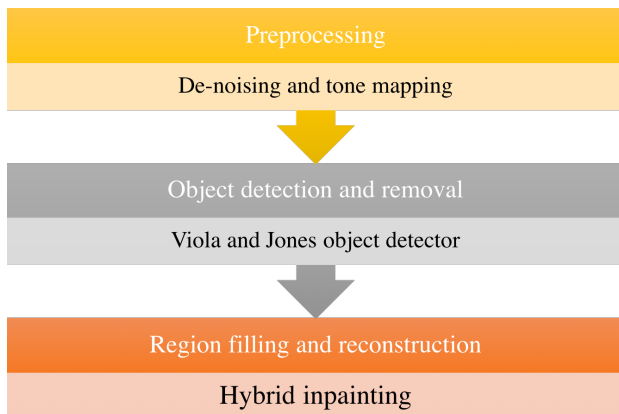 Preprocessing
De-noising and tone mapping
Object detection and removal
Viola and Jones object detector
Region filling and reconstruction
Hybrid inpainting